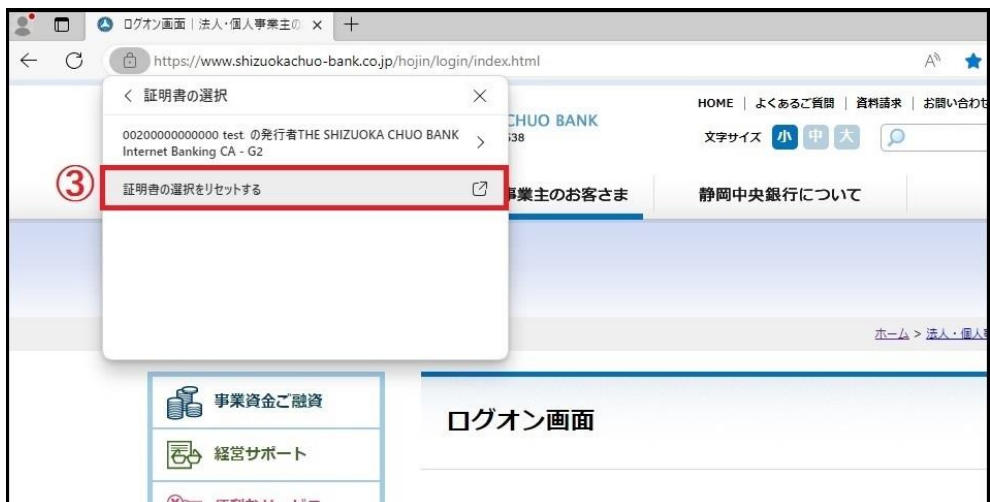 ログオン画面｜法人・個人事業主の
https://www.shizuokachuo-bank.co.jp/hojin/login/index.html
証明書の選択
HOME | よくあるご質問 | 資料請求 | お問い合わせ
00200000000000 test の発行者THE SHIZUOKA CHUO BANK
Internet Banking CA - G2
CHUO BANK
538
文字サイズ 小 中 大
③
証明書の選択をリセットする
事業主のお客さま
静岡中央銀行について
ホーム > 法人・個人
事業資金ご融資
ログオン画面
経営サポート